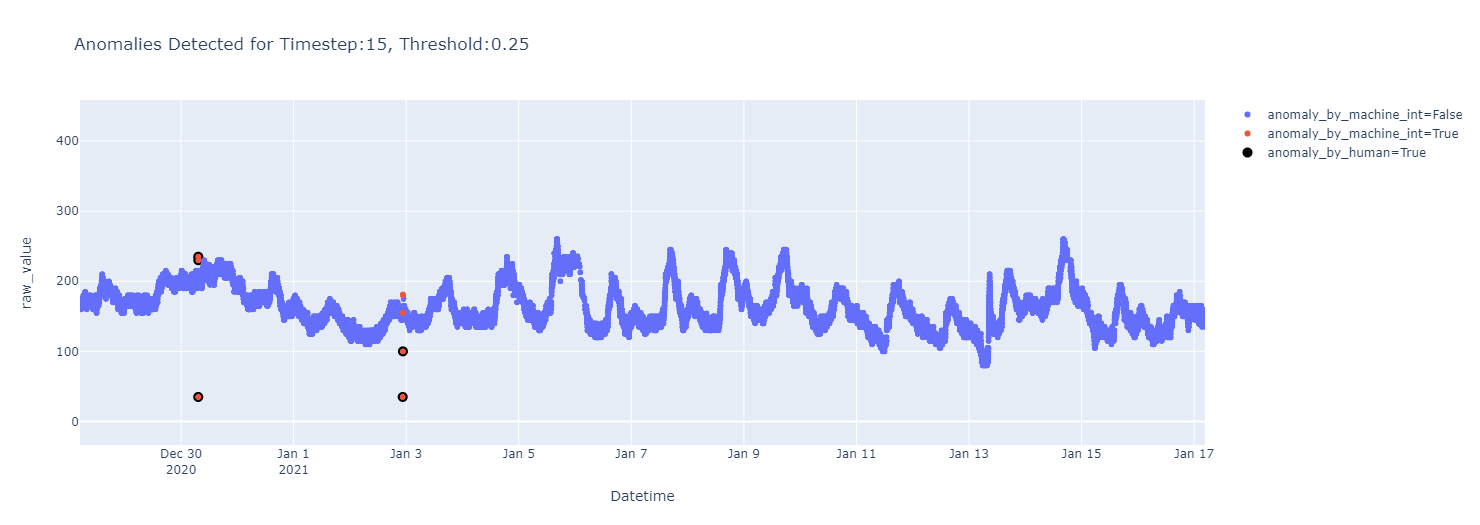 Anomalies Detected for Timestep:15, Threshold:0.25
anomaly_by_machine_int=False
anomaly_by_machine_int=True
anomaly_by_human=True
raw_value
400
300
200
100
0
Dec 30
2020
Jan 1
2021
Jan 3
Jan 5
Jan 7
Jan 9
Jan 11
Jan 13
Jan 15
Jan 17
Datetime